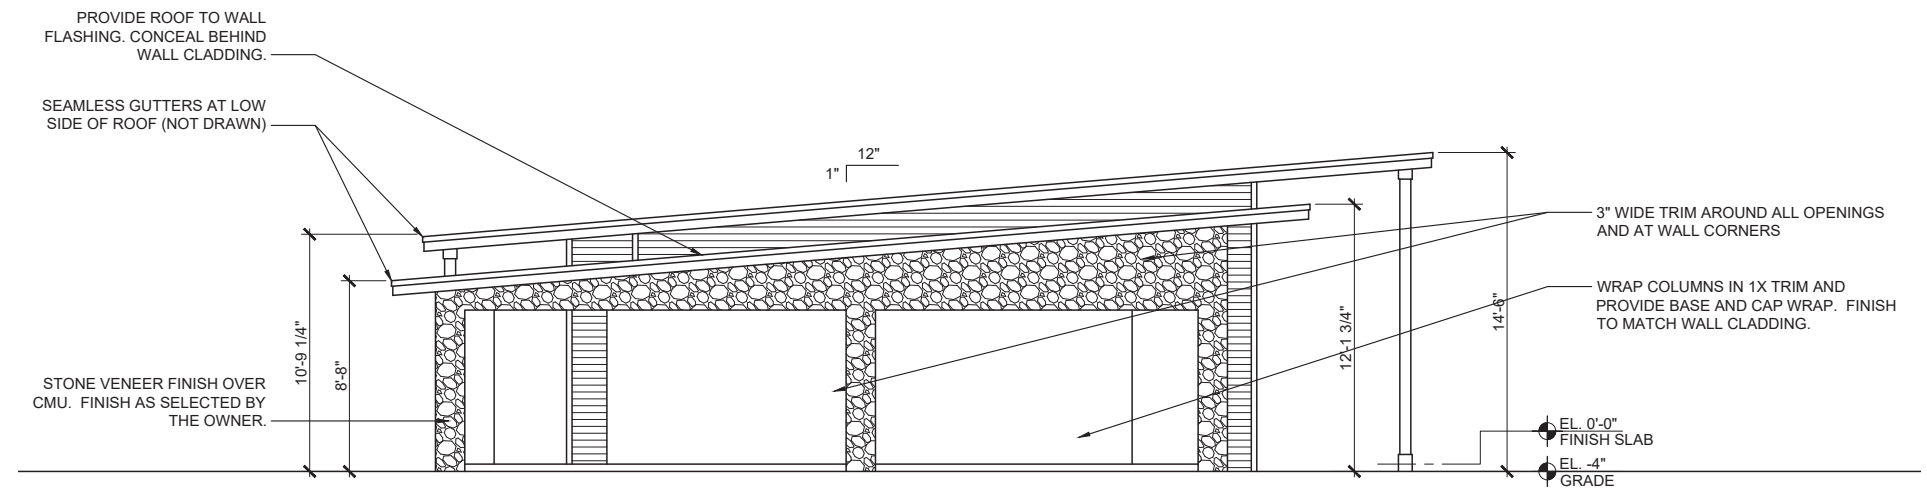 PROVIDE ROOF TO WALL
FLASHING. CONCEAL BEHIND
WALL CLADDING.
SEAMLESS GUTTERS AT LOW
SIDE OF ROOF (NOT DRAWN)
12"
1"
3" WIDE TRIM AROUND ALL OPENINGS
AND AT WALL CORNERS
WRAP COLUMNS IN 1X TRIM AND
PROVIDE BASE AND CAP WRAP.  FINISH
TO MATCH WALL CLADDING.
10'-9 1/4"
8'-8"
12'-1 3/4"
14'-6"
STONE VENEER FINISH OVER
CMU.  FINISH AS SELECTED BY
THE OWNER.
EL. 0'-0"
FINISH SLAB
EL. -4"
GRADE